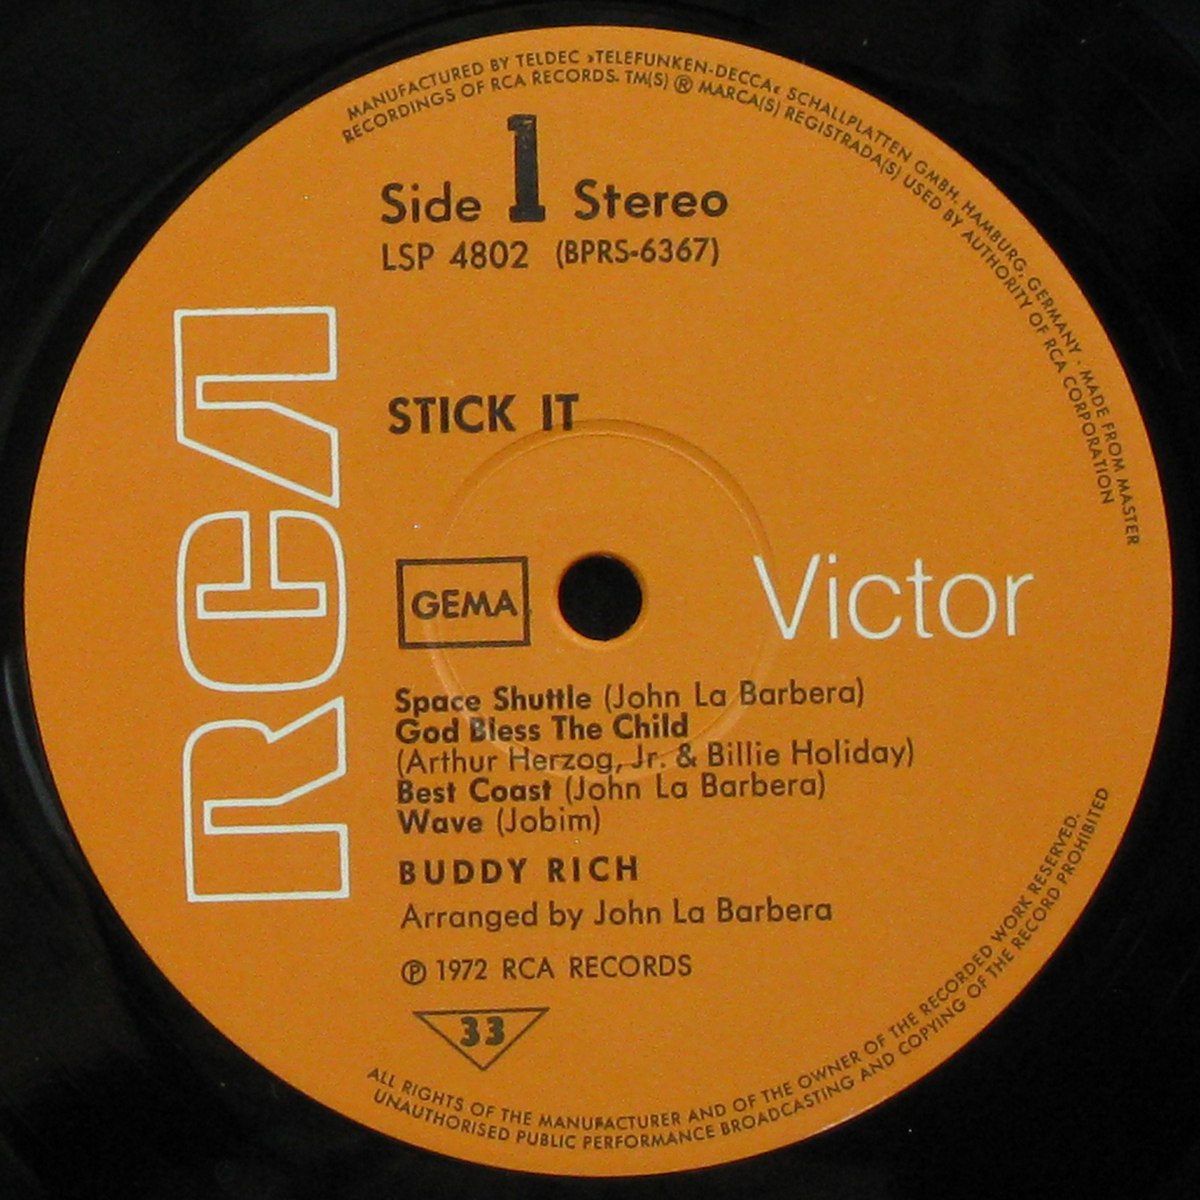 MANUFACTURED BY TELDEC »TELEFUNKEN-DECCA« SCHALLPLATTEN GMBH, HAMBURG, GERMANY · MADE FROM MASTER
RECORDINGS OF RCA RECORDS. TM(S) ® MARCA(S) REGISTRADA(S) USED BY AUTHORITY OF RCA CORPORATION
Side 1 Stereo
LSP 4802 (BPRS-6367)
RCA
STICK IT
GEMA
Victor
Space Shuttle (John La Barbera)
God Bless The Child
(Arthur Herzog, Jr. & Billie Holiday)
Best Coast (John La Barbera)
Wave (Jobim)
BUDDY RICH
Arranged by John La Barbera
℗ 1972 RCA RECORDS
33
ALL RIGHTS OF THE MANUFACTURER AND OF THE OWNER OF THE RECORDED WORK RESERVED.
UNAUTHORISED PUBLIC PERFORMANCE BROADCASTING AND COPYING OF THE RECORD PROHIBITED